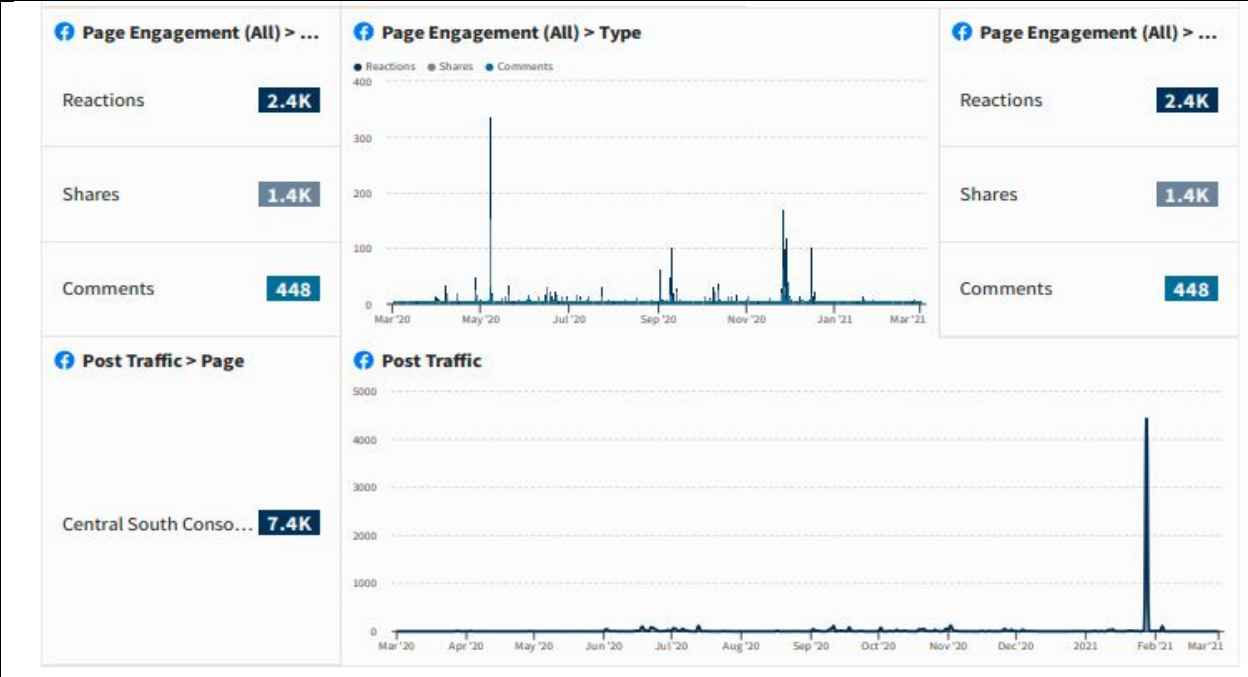 Page Engagement (All) > ...
Reactions 2.4K
Shares 1.4K
Comments 448
Page Engagement (All) > Type
Reactions Shares Comments
400
300
200
100
0
Mar '20 May '20 Jul '20 Sep '20 Nov '20 Jan '21 Mar '21
Page Engagement (All) > ...
Reactions 2.4K
Shares 1.4K
Comments 448
Post Traffic > Page
Central South Conso... 7.4K
Post Traffic
5000
4000
3000
2000
1000
0
Mar '20 Apr '20 May '20 Jun '20 Jul '20 Aug '20 Sep '20 Oct '20 Nov '20 Dec '20 2021 Feb '21 Mar '21